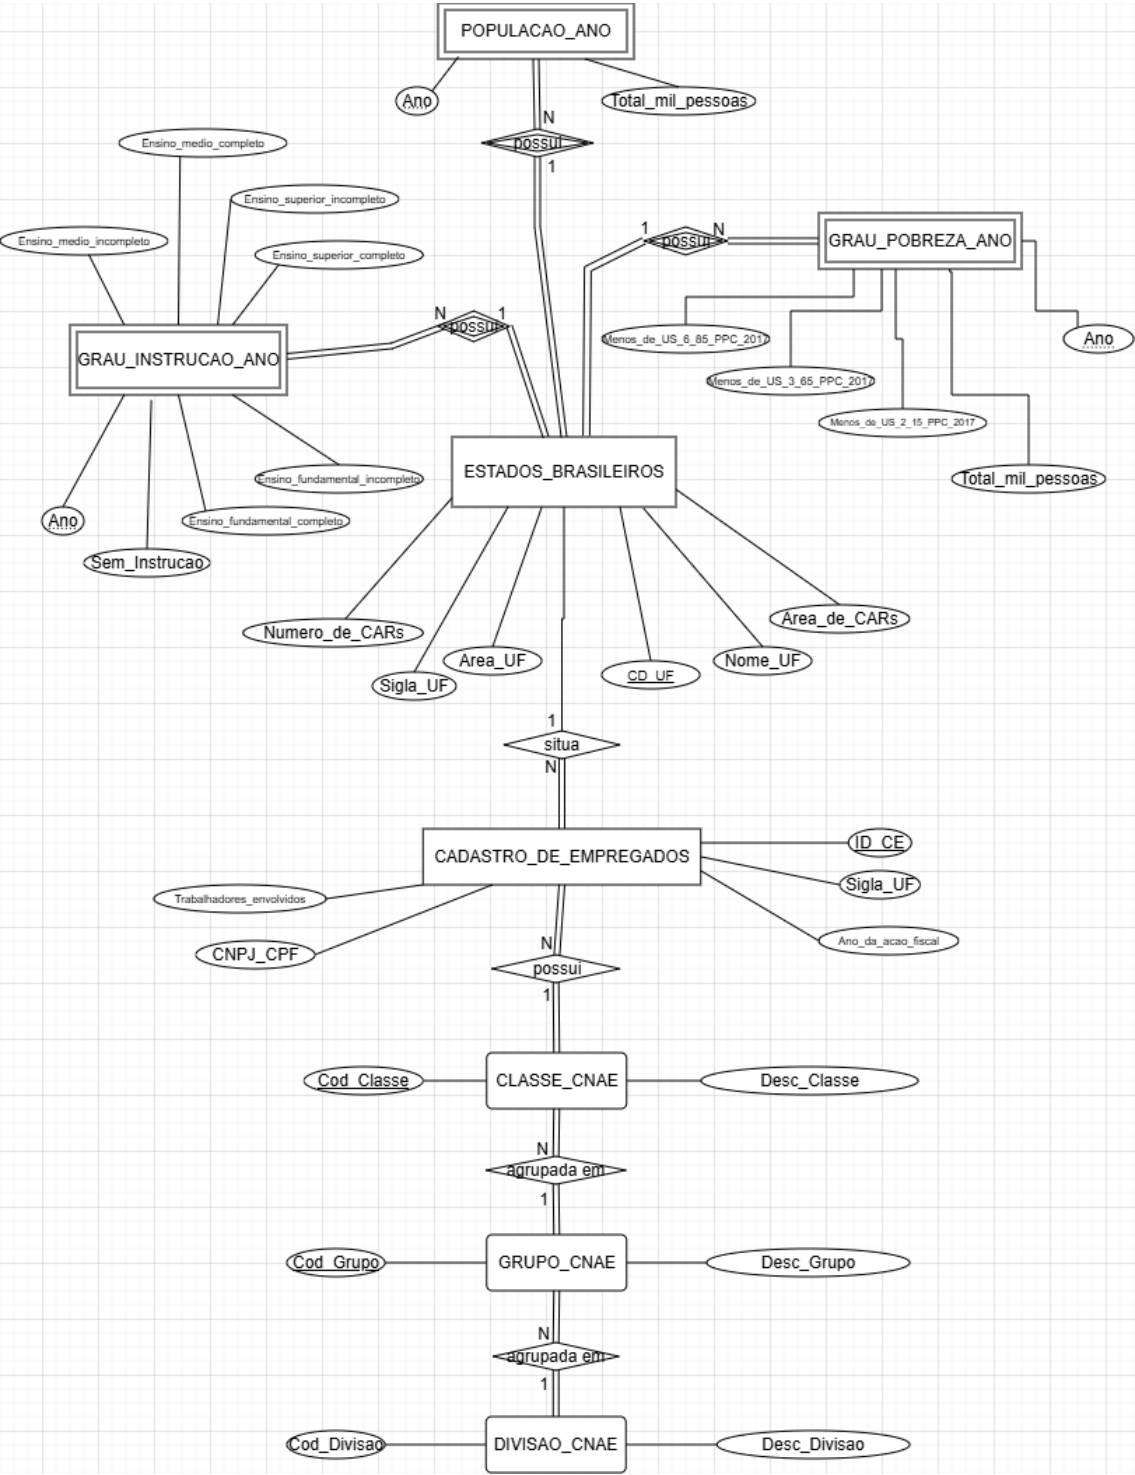 POPULACAO_ANO
Ano
Total_mil_pessoas
N
possui
1
Ensino_medio_completo
Ensino_superior_incompleto
Ensino_medio_incompleto
Ensino_superior_completo
1
possui
N
GRAU_POBREZA_ANO
N
possui
1
Menos_de_US_6_85_PPC_2017
Ano
GRAU_INSTRUCAO_ANO
Menos_de_US_3_65_PPC_2017
Menos_de_US_2_15_PPC_2017
ESTADOS_BRASILEIROS
Ensino_fundamental_incompleto
Total_mil_pessoas
Ano
Ensino_fundamental_completo
Sem_Instrucao
Numero_de_CARs
Area_de_CARs
Area_UF
Nome_UF
Sigla_UF
CD_UF
1
situa
N
CADASTRO_DE_EMPREGADOS
ID_CE
Sigla_UF
Trabalhadores_envolvidos
Ano_da_acao_fiscal
CNPJ_CPF
N
possui
1
Cod_Classe
CLASSE_CNAE
Desc_Classe
N
agrupada em
1
Cod_Grupo
GRUPO_CNAE
Desc_Grupo
N
agrupada em
1
Cod_Divisao
DIVISAO_CNAE
Desc_Divisao